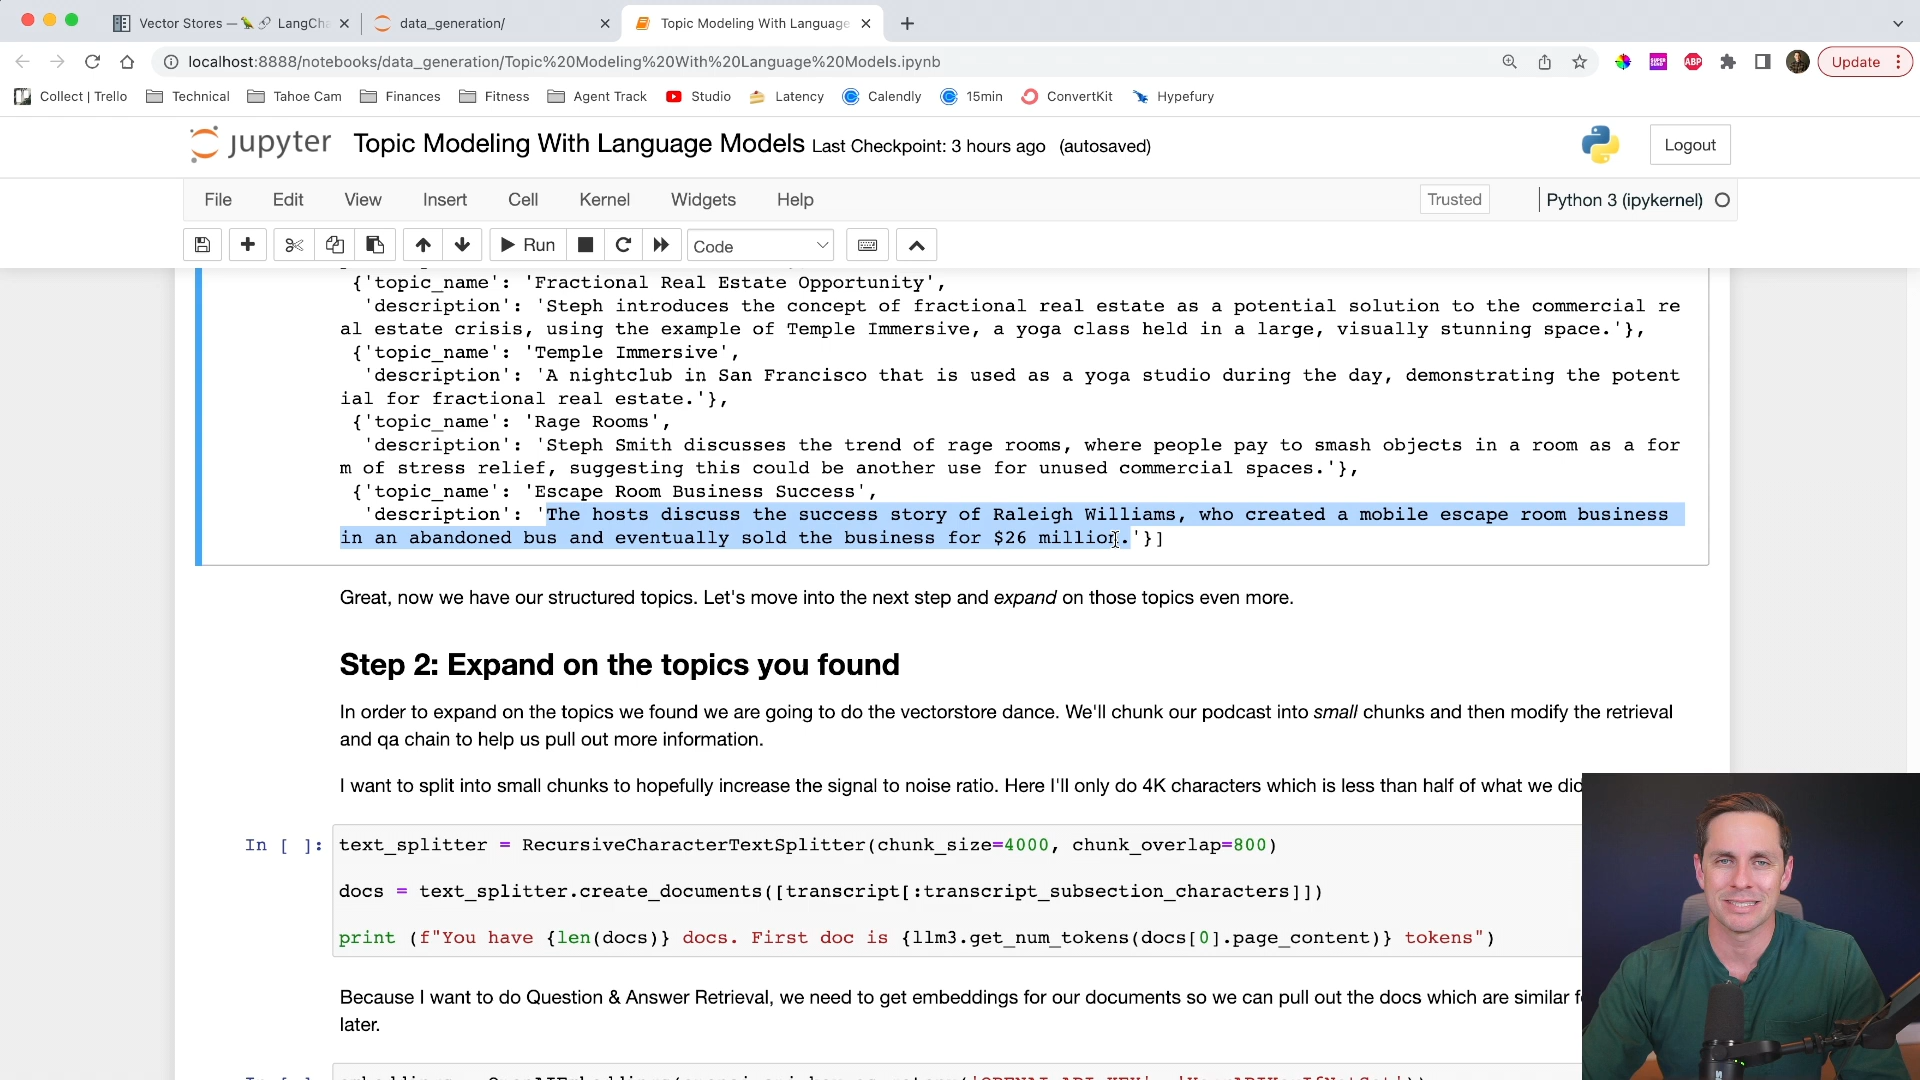 Vector Stores — 🦜🔗 LangCha
data_generation/
Topic Modeling With Language
localhost:8888/notebooks/data_generation/Topic%20Modeling%20With%20Language%20Models.ipynb
ABP
Update
Collect | Trello
Technical
Tahoe Cam
Finances
Fitness
Agent Track
Studio
Latency
Calendly
15min
ConvertKit
Hypefury
jupyter
Topic Modeling With Language Models Last Checkpoint: 3 hours ago (autosaved)
Logout
File Edit View Insert Cell Kernel Widgets Help
Trusted
Python 3 (ipykernel)
Run
Code
{'topic_name': 'Fractional Real Estate Opportunity',
'description': 'Steph introduces the concept of fractional real estate as a potential solution to the commercial re
al estate crisis, using the example of Temple Immersive, a yoga class held in a large, visually stunning space.'},
{'topic_name': 'Temple Immersive',
'description': 'A nightclub in San Francisco that is used as a yoga studio during the day, demonstrating the potent
ial for fractional real estate.'},
{'topic_name': 'Rage Rooms',
'description': 'Steph Smith discusses the trend of rage rooms, where people pay to smash objects in a room as a for
m of stress relief, suggesting this could be another use for unused commercial spaces.'},
{'topic_name': 'Escape Room Business Success',
'description': 'The hosts discuss the success story of Raleigh Williams, who created a mobile escape room business
in an abandoned bus and eventually sold the business for $26 million.'}]
Great, now we have our structured topics. Let's move into the next step and expand on those topics even more.
Step 2: Expand on the topics you found
In order to expand on the topics we found we are going to do the vectorstore dance. We'll chunk our podcast into small chunks and then modify the retrieval
and qa chain to help us pull out more information.
I want to split into small chunks to hopefully increase the signal to noise ratio. Here I'll only do 4K characters which is less than half of what we did
In [ ]:
text_splitter = RecursiveCharacterTextSplitter(chunk_size=4000, chunk_overlap=800)
docs = text_splitter.create_documents([transcript[:transcript_subsection_characters]])
print (f"You have {len(docs)} docs. First doc is {llm3.get_num_tokens(docs[0].page_content)} tokens")
Because I want to do Question & Answer Retrieval, we need to get embeddings for our documents so we can pull out the docs which are similar
later.